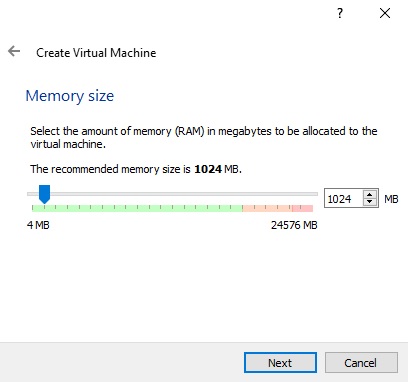 ?
Create Virtual Machine
Memory size
Select the amount of memory (RAM) in megabytes to be allocated to the
virtual machine.
The recommended memory size is 1024 MB.
1024 MB
4 MB 24576 MB
Next Cancel